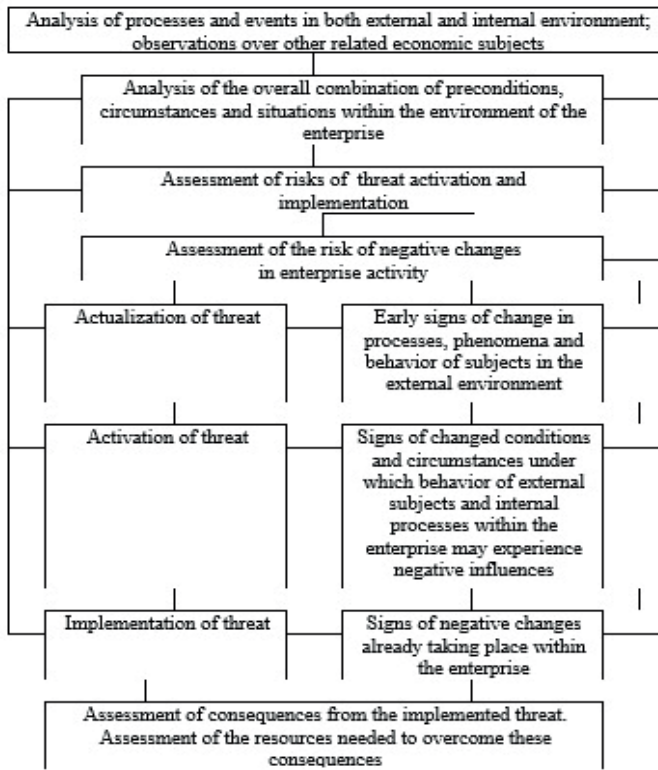 Analysis of processes and events in both external and internal environment;
observations over other related economic subjects
Analysis of the overall combination of preconditions,
circumstances and situations within the environment of the
enterprise
Assessment of risks of threat activation and
implementation
Assessment of the risk of negative changes
in enterprise activity
Actualization of threat
Early signs of change in
processes, phenomena and
behavior of subjects in the
external environment
Activation of threat
Signs of changed conditions
and circumstances under
which behavior of external
subjects and internal
processes within the
enterprise may experience
negative influences
Implementation of threat
Signs of negative changes
already taking place within
the enterprise
Assessment of consequences from the implemented threat.
Assessment of the resources needed to overcome these
consequences